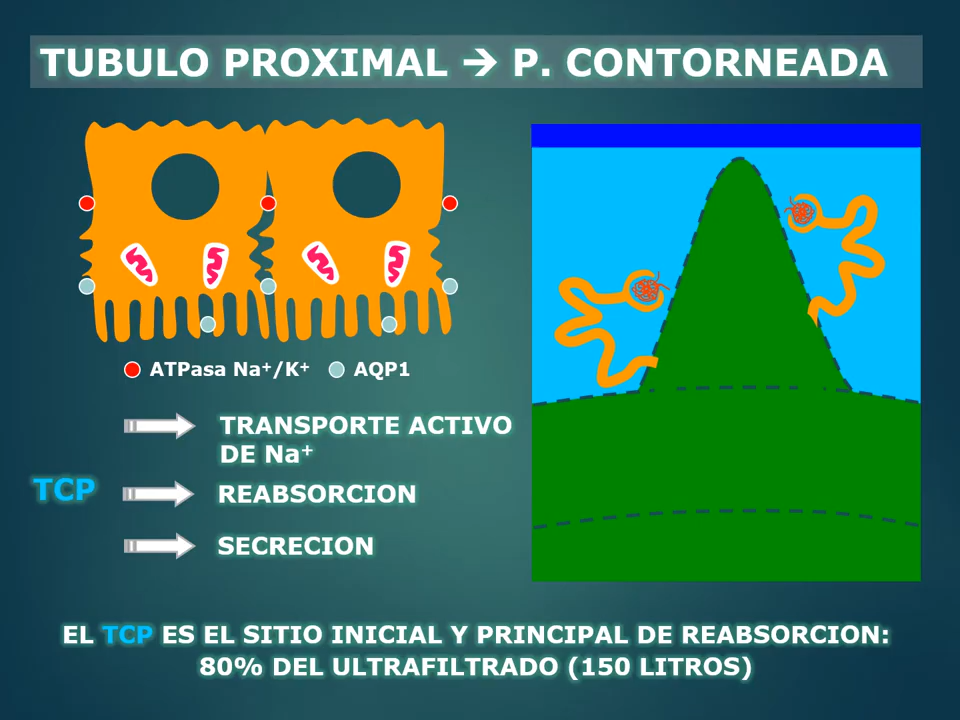 TUBULO PROXIMAL → P. CONTORNEADA
ATPasa Na⁺/K⁺ AQP1
TRANSPORTE ACTIVO
DE Na⁺
TCP
REABSORCION
SECRECION
EL TCP ES EL SITIO INICIAL Y PRINCIPAL DE REABSORCION:
80% DEL ULTRAFILTRADO (150 LITROS)